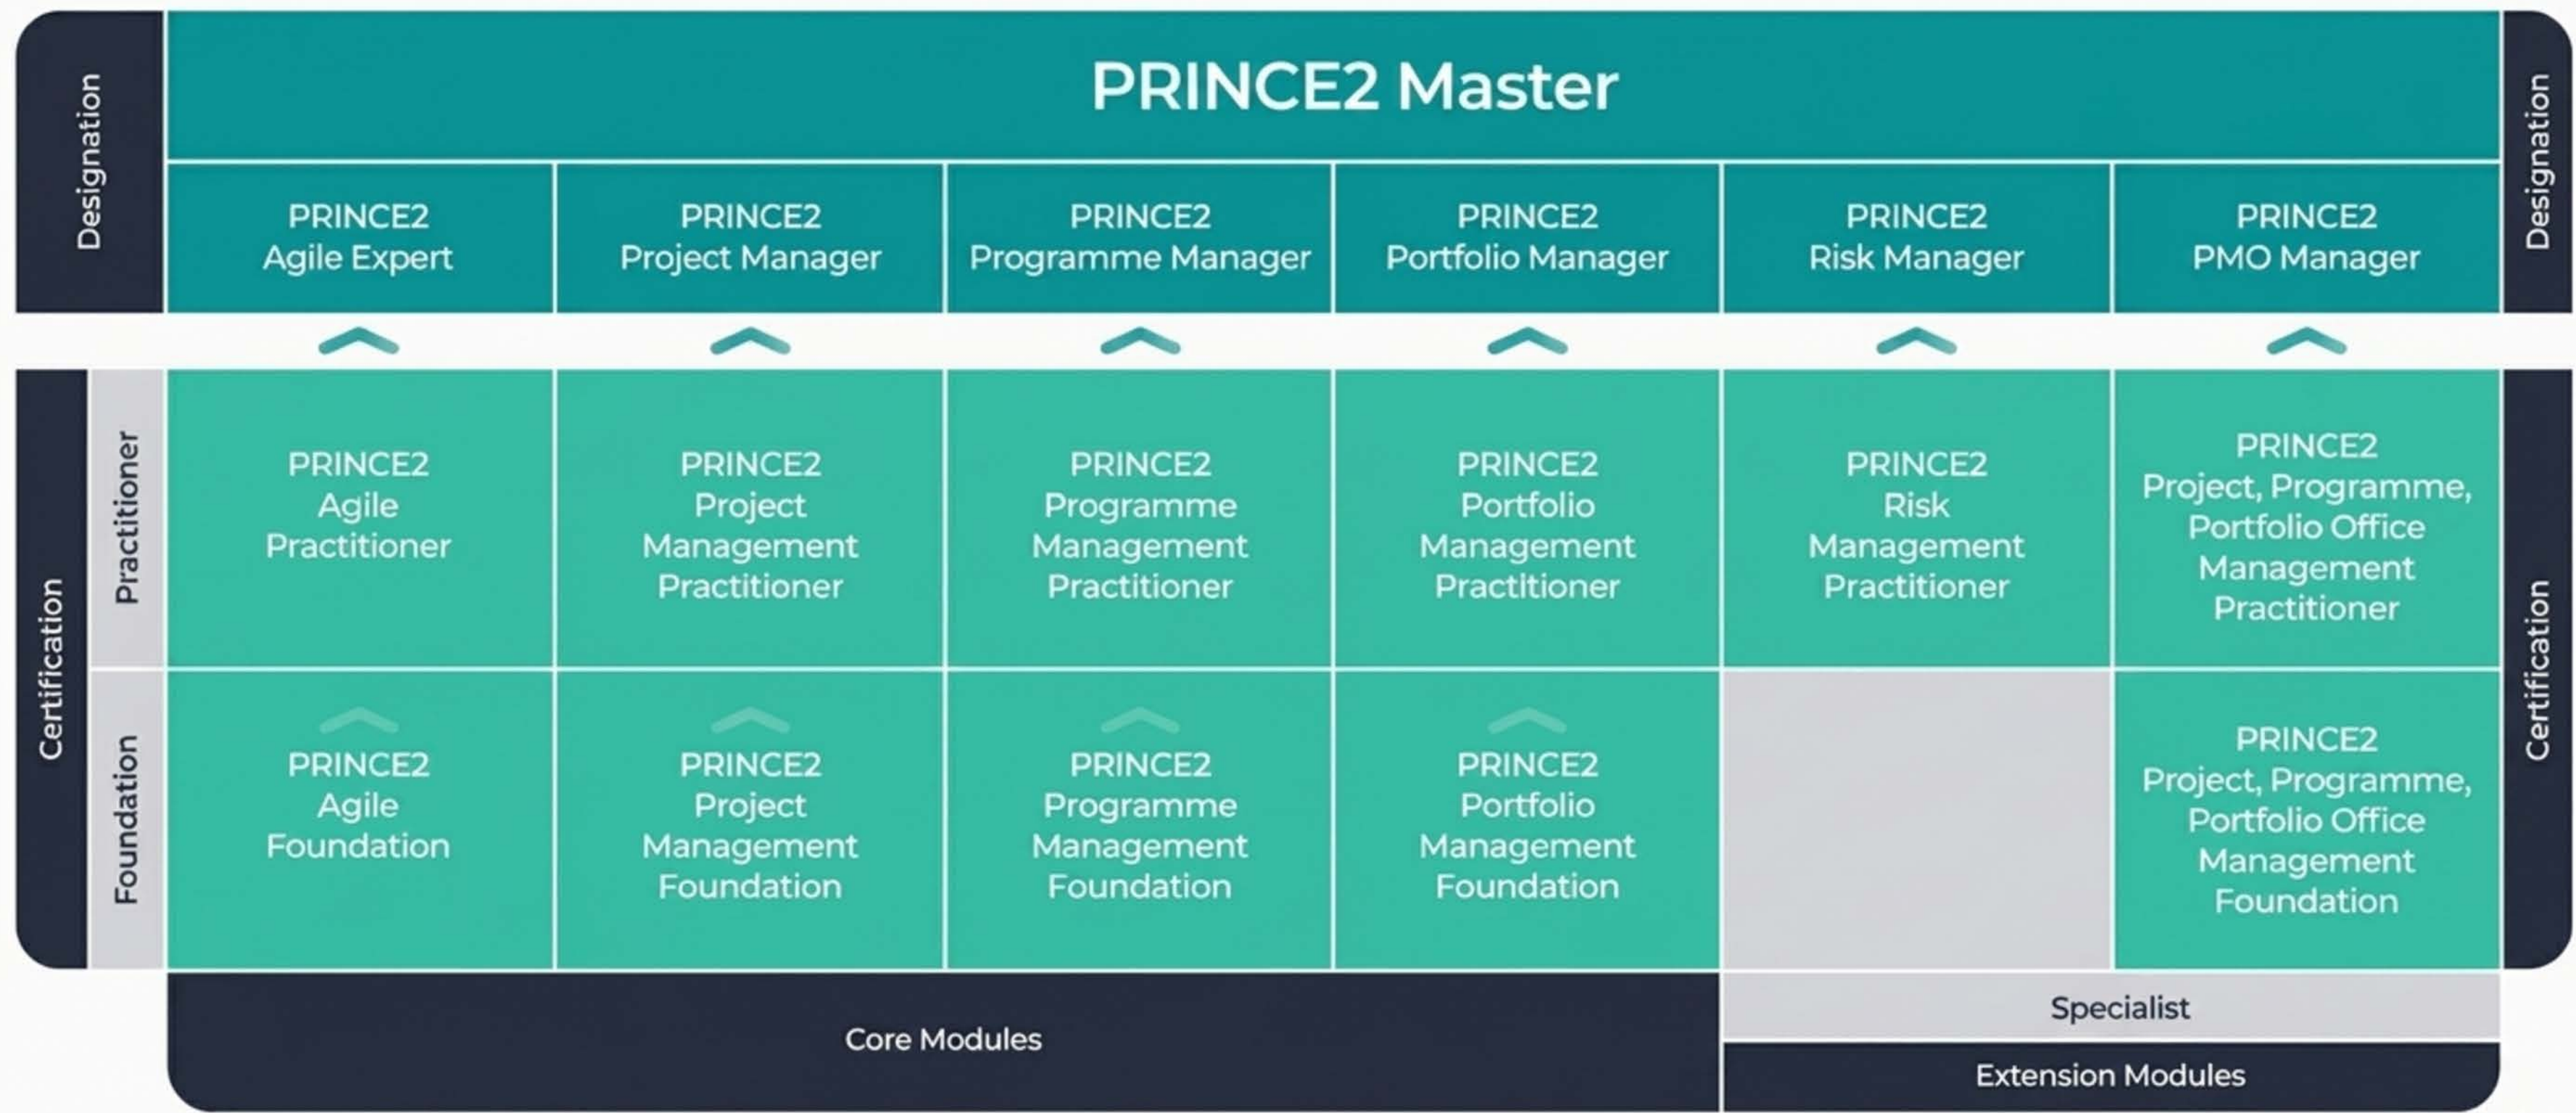 Designation
PRINCE2 Master
Designation
PRINCE2
Agile Expert
PRINCE2
Project Manager
PRINCE2
Programme Manager
PRINCE2
Portfolio Manager
PRINCE2
Risk Manager
PRINCE2
PMO Manager
Certification
Practitioner
PRINCE2
Agile
Practitioner
PRINCE2
Project
Management
Practitioner
PRINCE2
Programme
Management
Practitioner
PRINCE2
Portfolio
Management
Practitioner
PRINCE2
Risk
Management
Practitioner
PRINCE2
Project, Programme,
Portfolio Office
Management
Practitioner
Certification
Foundation
PRINCE2
Agile
Foundation
PRINCE2
Project
Management
Foundation
PRINCE2
Programme
Management
Foundation
PRINCE2
Portfolio
Management
Foundation
PRINCE2
Project, Programme,
Portfolio Office
Management
Foundation
Core Modules
Specialist
Extension Modules